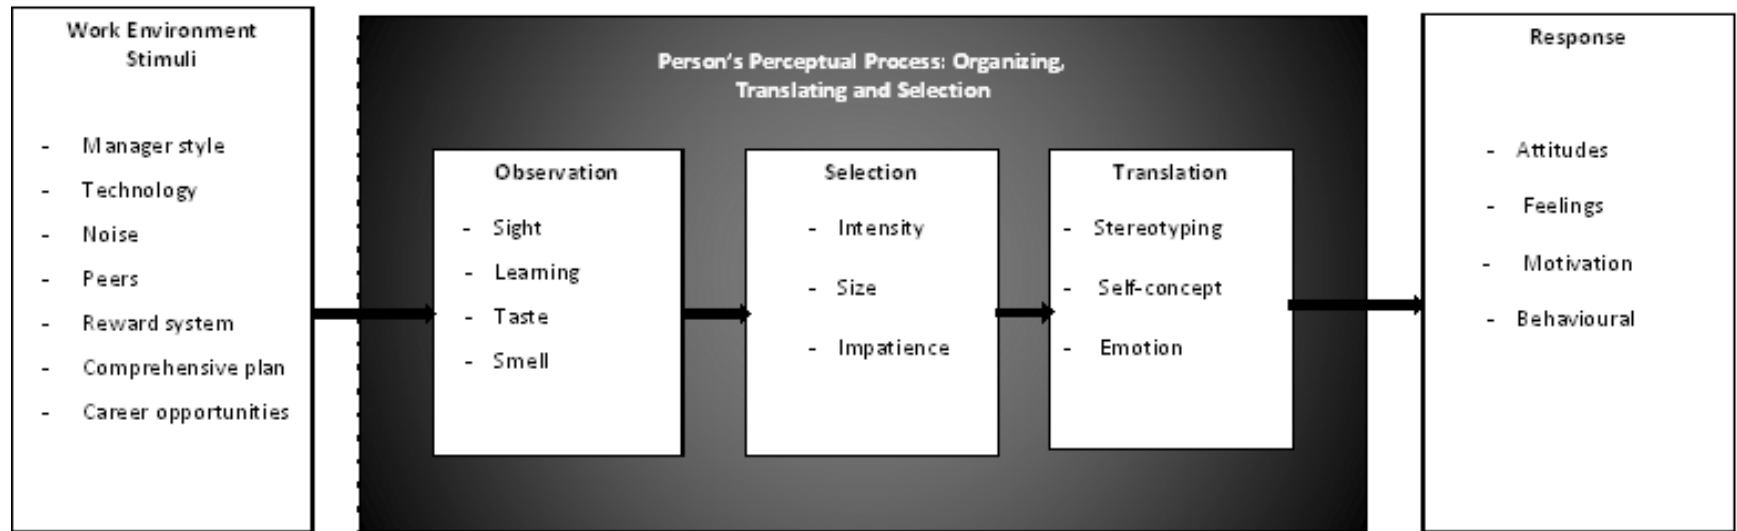 Work Environment
Stimuli
- Manager style
- Technology
- Noise
- Peers
- Reward system
- Comprehensive plan
- Career opportunities
Person's Perceptual Process: Organizing,
Translating and Selection
Observation
- Sight
- Learning
- Taste
- Smell
Selection
- Intensity
- Size
- Impatience
Translation
- Stereotyping
- Self-concept
- Emotion
Response
- Attitudes
- Feelings
- Motivation
- Behavioural